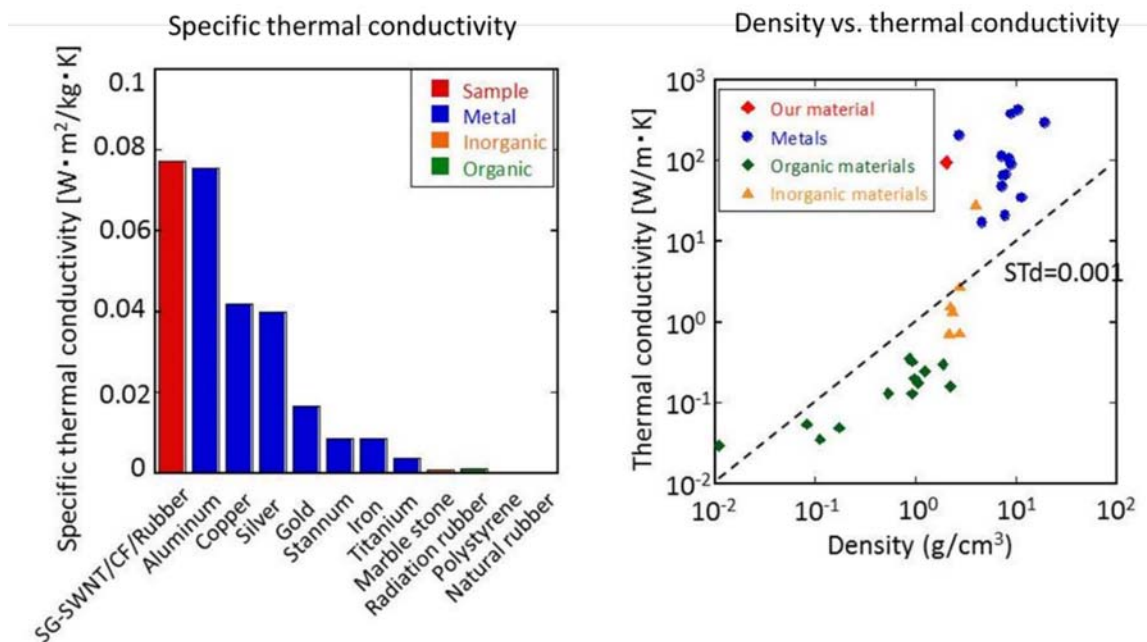 Specific thermal conductivity
Specific thermal conductivity [W・m²/kg・K]
0.1
0.08
0.06
0.04
0.02
0
Sample
Metal
Inorganic
Organic
SG-SWNT/CF/Rubber
Aluminum
Copper
Silver
Gold
Stannum
Iron
Titanium
Marble stone
Radiation rubber
Polystyrene
Natural rubber
Density vs. thermal conductivity
Thermal conductivity [W/m・K]
10³
10²
10¹
10⁰
10⁻¹
10⁻²
Our material
Metals
Organic materials
Inorganic materials
STd=0.001
10⁻² 10⁻¹ 10⁰ 10¹ 10²
Density (g/cm³)